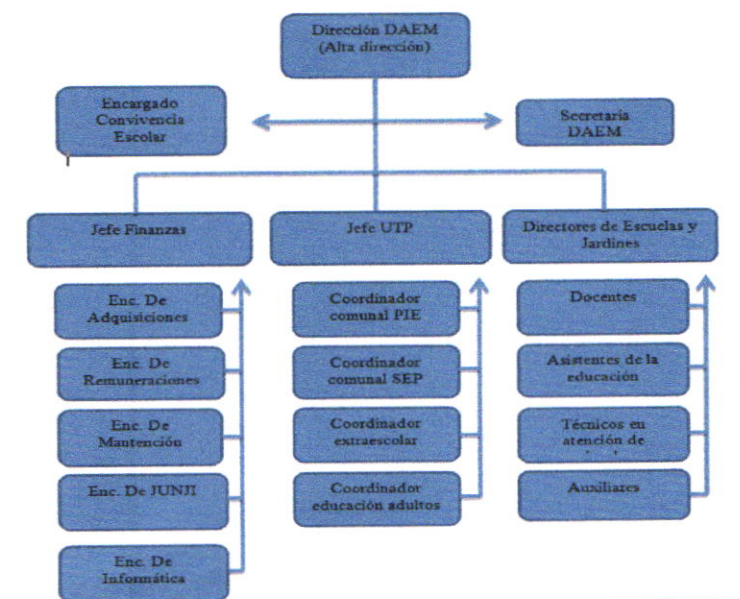 Dirección DAEM
(Alta dirección)
Encargado
Convivencia
Escolar
Secretaria
DAEM
Jefe Finanzas
Jefe UTP
Directores de Escuelas y
Jardines
Enc. De
Adquisiciones
Enc. De
Remuneraciones
Enc. De
Mantención
Enc. De JUNJI
Enc. De
Informática
Coordinador
comunal PIE
Coordinador
comunal SEP
Coordinador
extraescolar
Coordinador
educación adultos
Docentes
Asistentes de la
educación
Técnicos en
atención de
Auxiliares